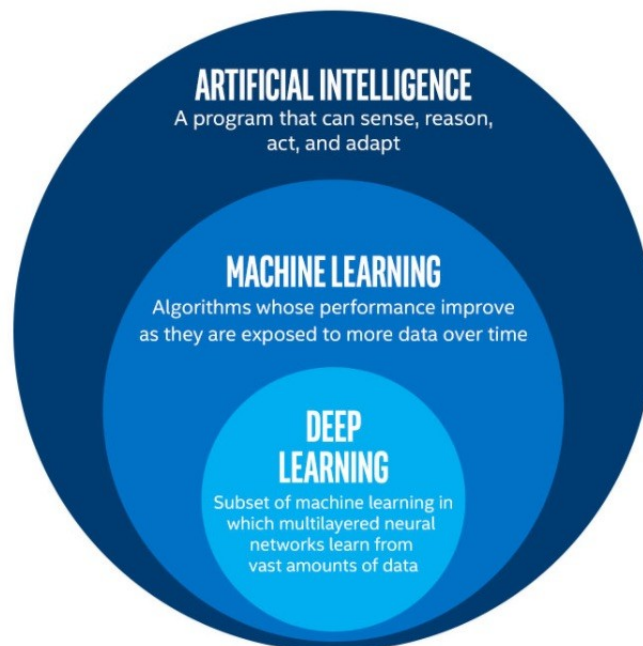 ARTIFICIAL INTELLIGENCE
A program that can sense, reason,
act, and adapt
MACHINE LEARNING
Algorithms whose performance improve
as they are exposed to more data over time
DEEP
LEARNING
Subset of machine learning in
which multilayered neural
networks learn from
vast amounts of data